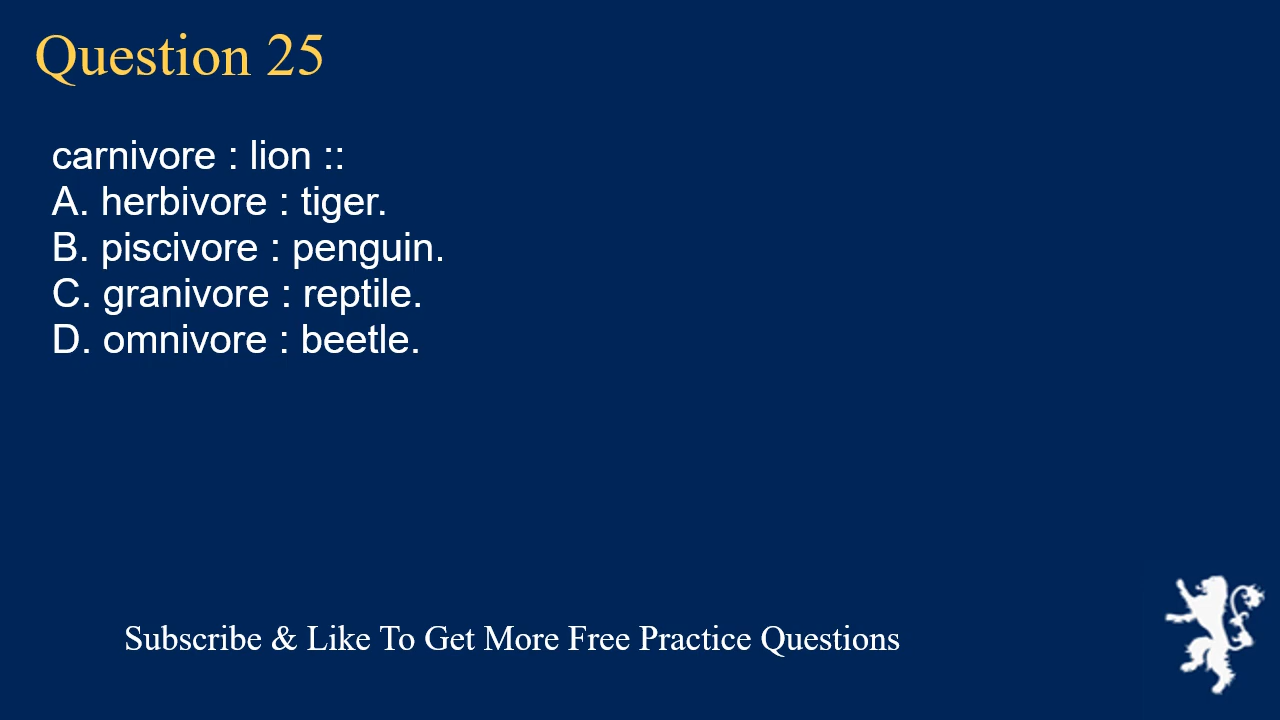 Question 25
carnivore : lion ::
A. herbivore : tiger.
B. piscivore : penguin.
C. granivore : reptile.
D. omnivore : beetle.
Subscribe & Like To Get More Free Practice Questions